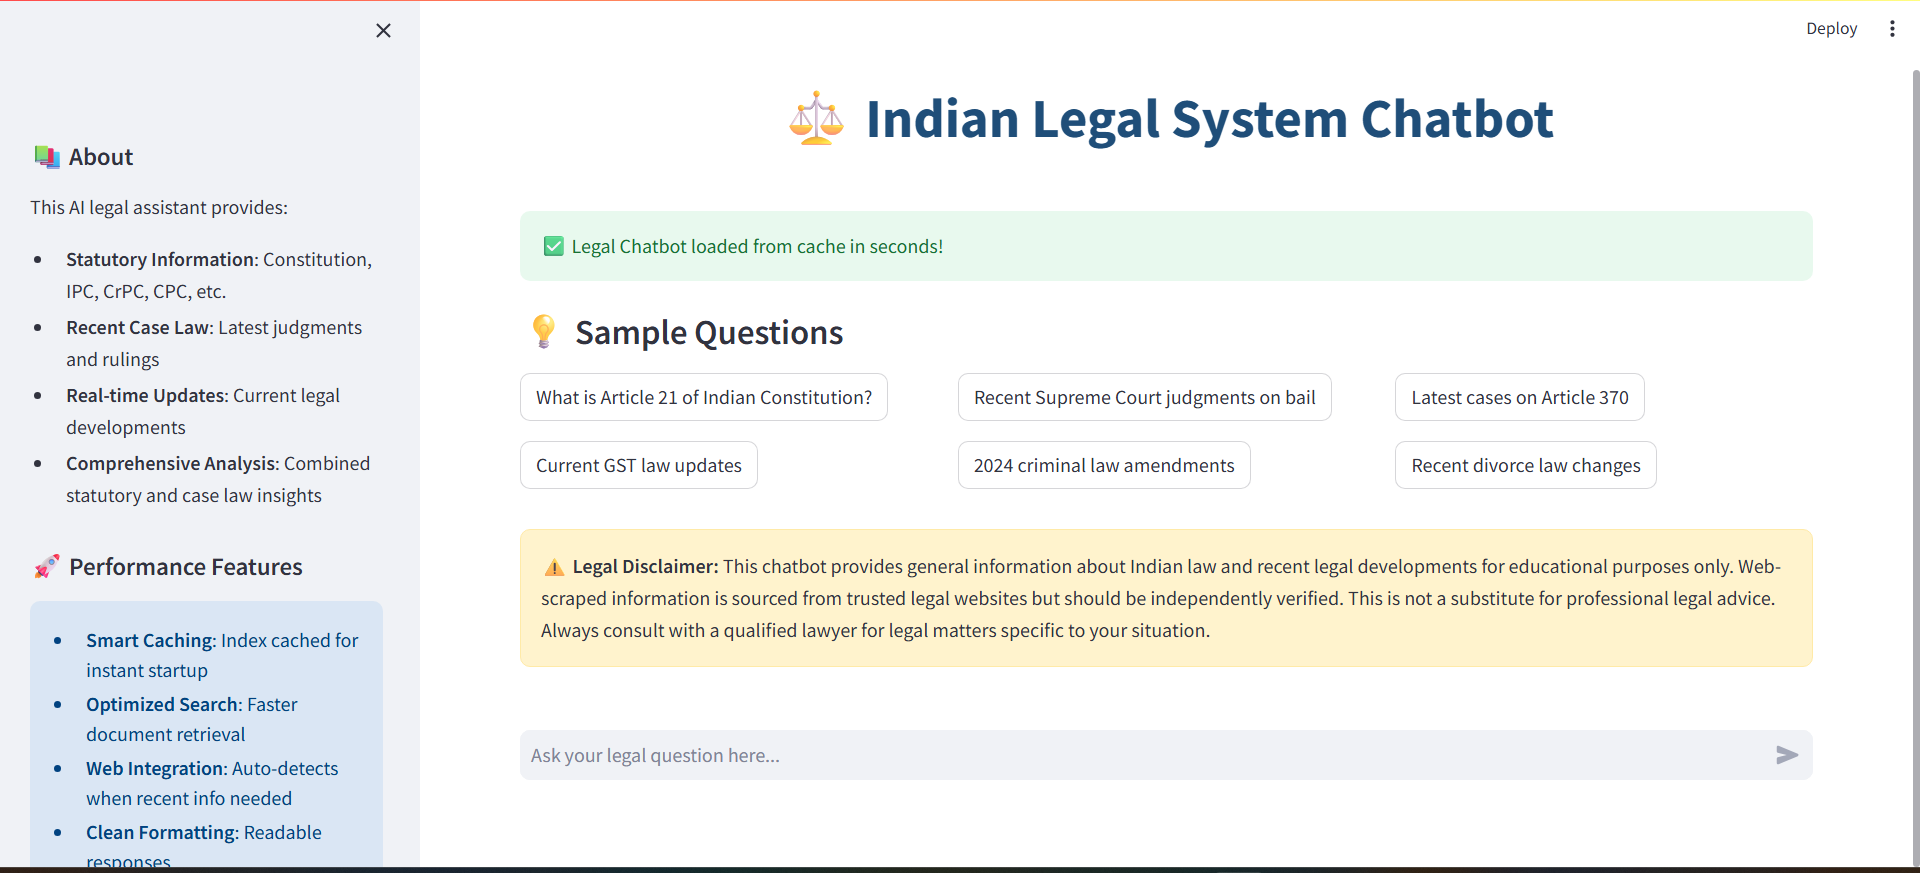 Deploy
About
This AI legal assistant provides:
Statutory Information: Constitution,
IPC, CrPC, CPC, etc.
Recent Case Law: Latest judgments
and rulings
Real-time Updates: Current legal
developments
Comprehensive Analysis: Combined
statutory and case law insights
Performance Features
Smart Caching: Index cached for
instant startup
Optimized Search: Faster
document retrieval
Web Integration: Auto-detects
when recent info needed
Clean Formatting: Readable
responses
Indian Legal System Chatbot
Legal Chatbot loaded from cache in seconds!
Sample Questions
What is Article 21 of Indian Constitution?
Recent Supreme Court judgments on bail
Latest cases on Article 370
Current GST law updates
2024 criminal law amendments
Recent divorce law changes
Legal Disclaimer: This chatbot provides general information about Indian law and recent legal developments for educational purposes only. Web-
scraped information is sourced from trusted legal websites but should be independently verified. This is not a substitute for professional legal advice.
Always consult with a qualified lawyer for legal matters specific to your situation.
Ask your legal question here...